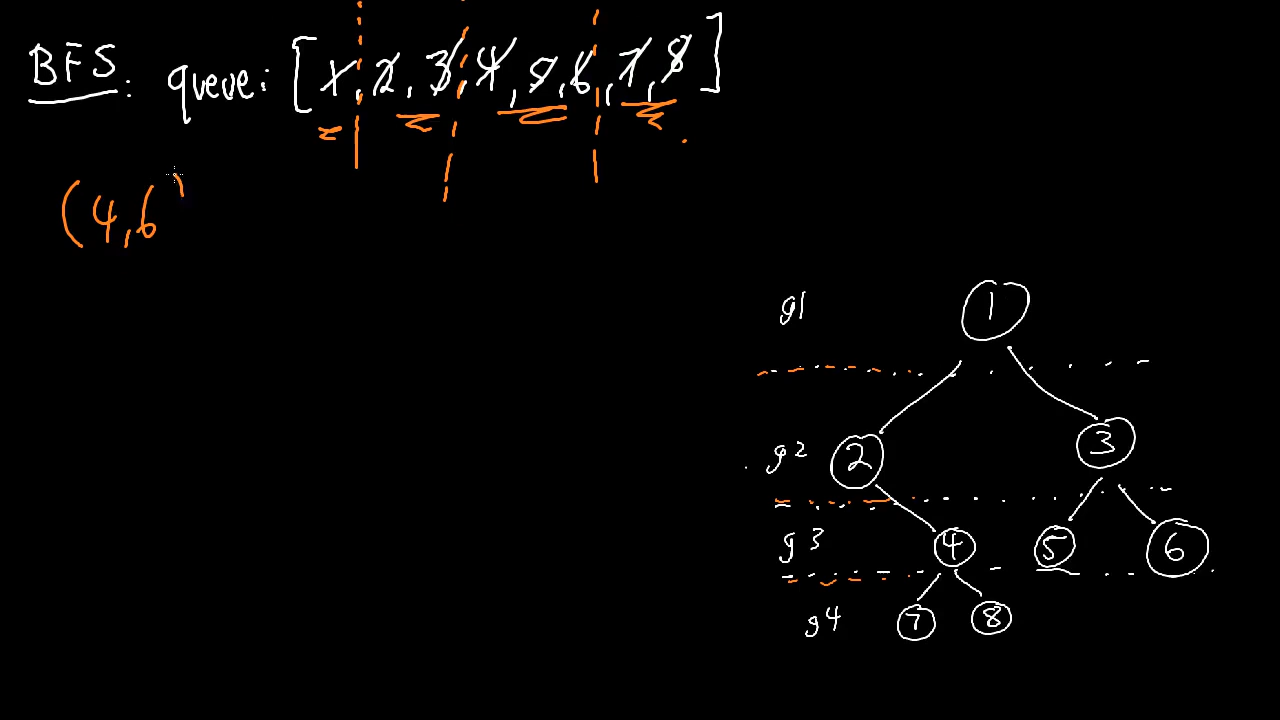 BFS: queue: [1, 2, 3, 4, 5, 6, 7, 8]
(4,6)
g1 1
g2 2 3
g3 4 5 6
g4 7 8